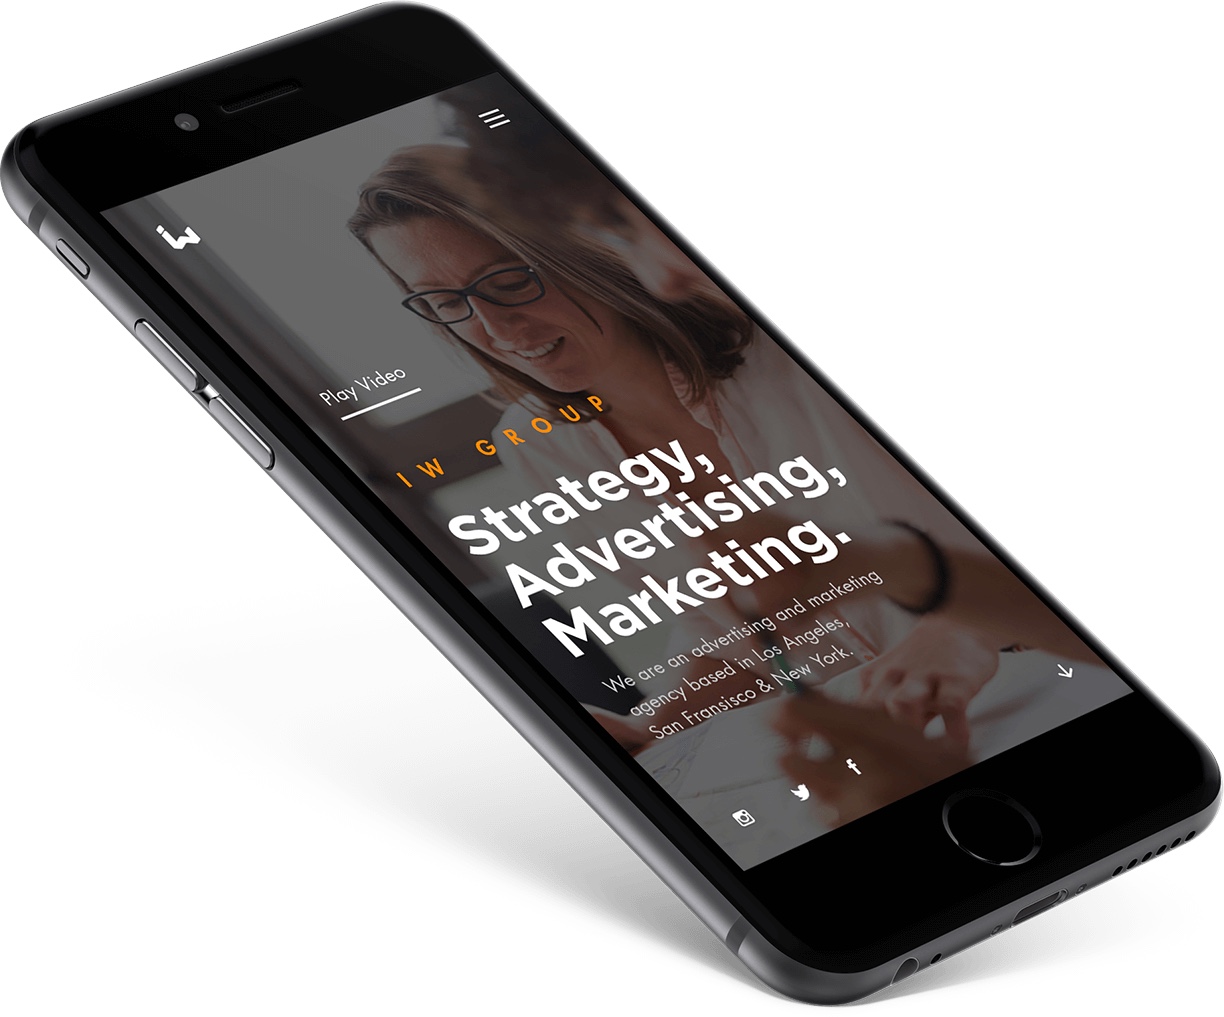 iw
Play Video
IW GROUP
Strategy,
Advertising,
Marketing.
We are an advertising and marketing
agency based in Los Angeles,
San Fransisco & New York.